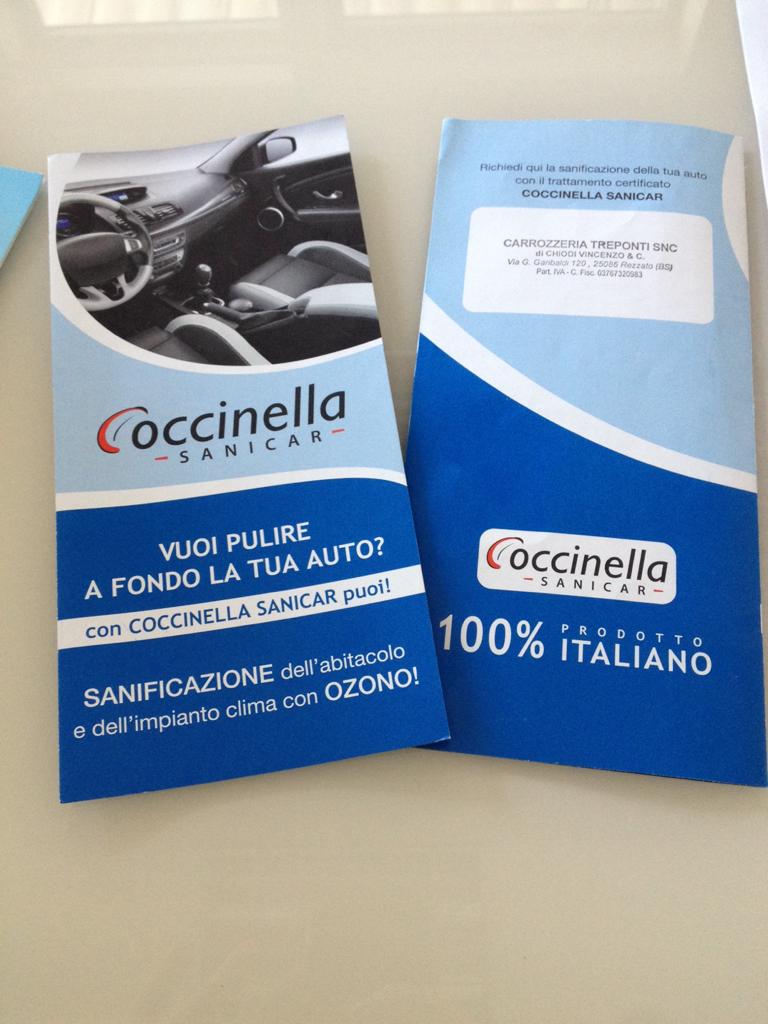 Coccinella
SANICAR
VUOI PULIRE
A FONDO LA TUA AUTO?
con COCCINELLA SANICAR puoi!
SANIFICAZIONE dell'abitacolo
e dell'impianto clima con OZONO!
Richiedi qui la sanificazione della tua auto
con il trattamento certificato
COCCINELLA SANICAR
CARROZZERIA TREPONTI SNC
di CHIODI VINCENZO & C.
Via G. Garibaldi 120 , 25086 Rezzato (BS)
Part. IVA - C. Fisc. 03767320983
Coccinella
SANICAR
100% PRODOTTO
ITALIANO